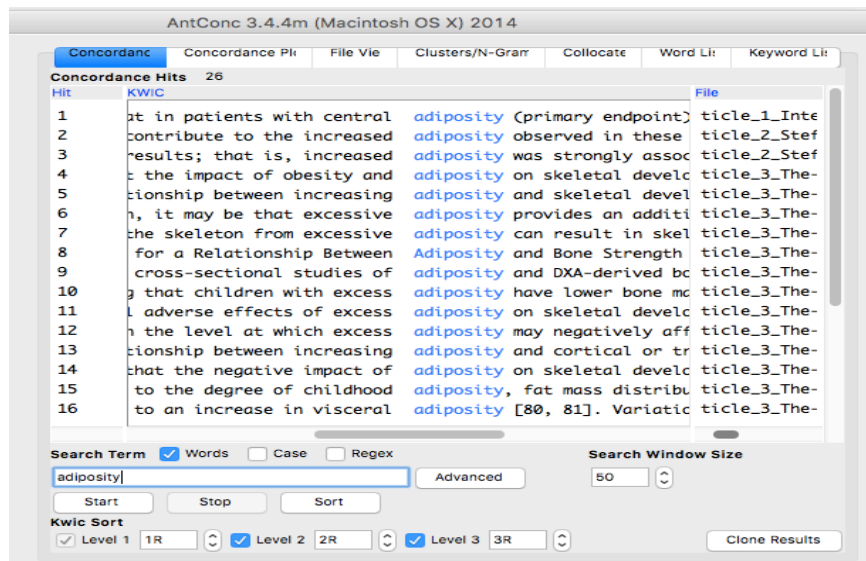 AntConc 3.4.4m (Macintosh OS X) 2014
Concordanc Concordance Plo File Vie Clusters/N-Gram Collocate Word Lis Keyword Lis
Concordance Hits 26
Hit KWIC File
1 at in patients with central adiposity (primary endpoint) ticle_1_Inte
2 contribute to the increased adiposity observed in these ticle_2_Stef
3 results; that is, increased adiposity was strongly assoc ticle_2_Stef
4 t the impact of obesity and adiposity on skeletal develo ticle_3_The-
5 tionship between increasing adiposity and skeletal devel ticle_3_The-
6 n, it may be that excessive adiposity provides an additi ticle_3_The-
7 the skeleton from excessive adiposity can result in skel ticle_3_The-
8 for a Relationship Between Adiposity and Bone Strength ticle_3_The-
9 cross-sectional studies of adiposity and DXA-derived bo ticle_3_The-
10 g that children with excess adiposity have lower bone ma ticle_3_The-
11 l adverse effects of excess adiposity on skeletal develo ticle_3_The-
12 n the level at which excess adiposity may negatively aff ticle_3_The-
13 tionship between increasing adiposity and cortical or tr ticle_3_The-
14 that the negative impact of adiposity on skeletal develo ticle_3_The-
15 to the degree of childhood adiposity, fat mass distribu ticle_3_The-
16 to an increase in visceral adiposity [80, 81]. Variatio ticle_3_The-
Search Term Words Case Regex Search Window Size
adiposity Advanced 50
Start Stop Sort
Kwic Sort
Level 1 1R Level 2 2R Level 3 3R Clone Results